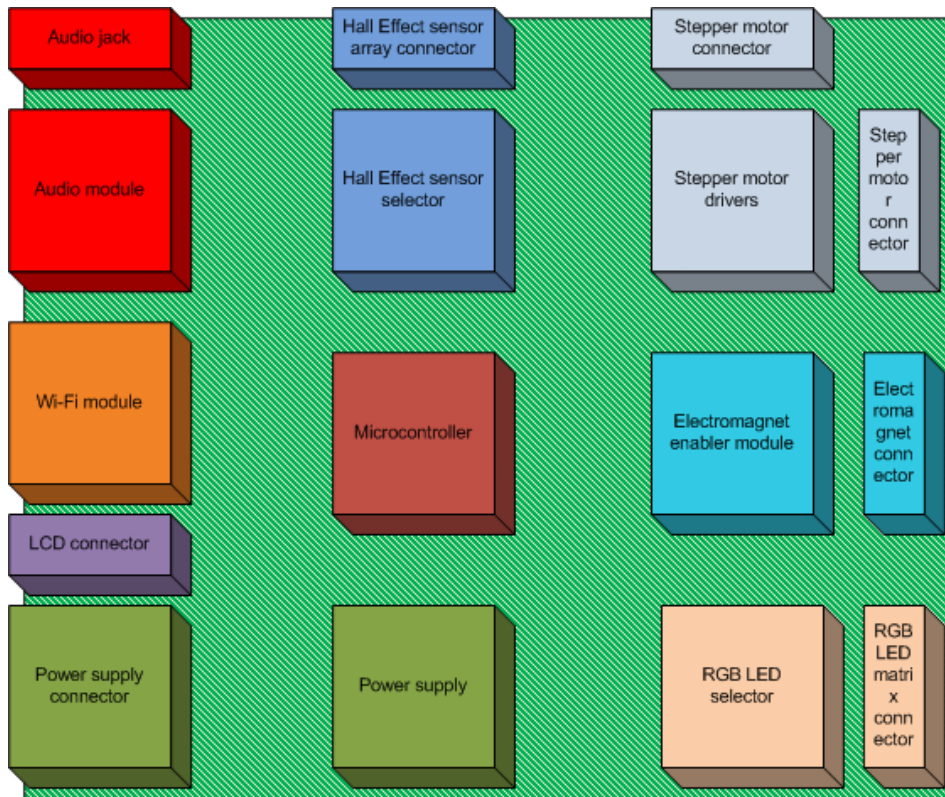 Audio jack
Hall Effect sensor
array connector
Stepper motor
connector
Audio module
Hall Effect sensor
selector
Stepper motor
drivers
Step
per
moto
r
conn
ector
Wi-Fi module
Microcontroller
Electromagnet
enabler module
Elect
roma
gnet
conn
ector
LCD connector
Power supply
connector
Power supply
RGB LED
selector
RGB
LED
matri
x
conn
ector